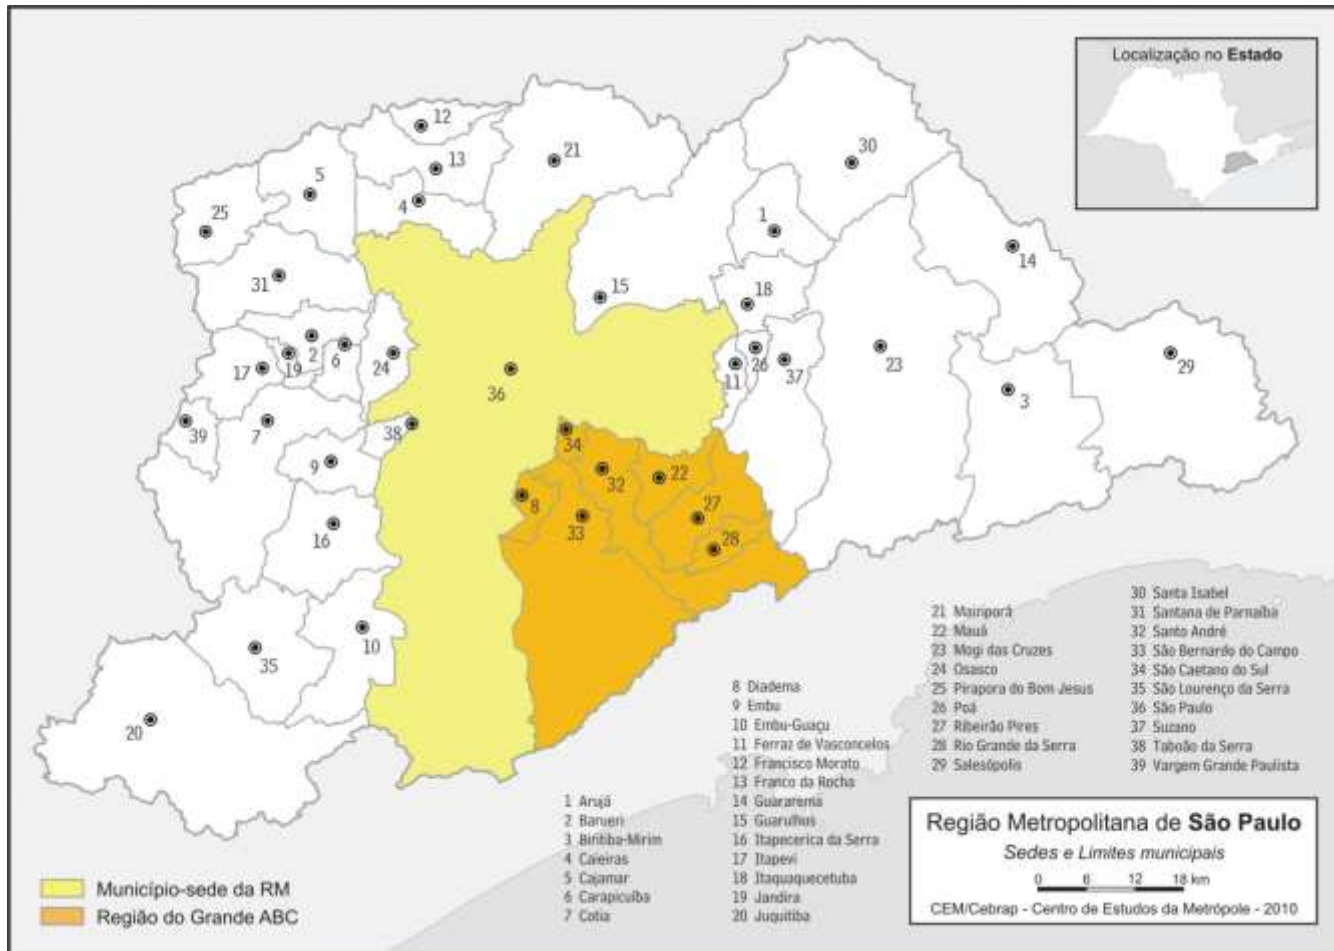 Localização no Estado
12
21
13
30
5
4
25
1
14
31
15
18
2
19
6
17
24
26
11
37
23
29
36
3
39
7
38
34
9
32
22
8
33
27
16
28
10
35
20
1 Arujá
2 Barueri
3 Biritiba-Mirim
4 Caieiras
5 Cajamar
6 Carapicuíba
7 Cotia
8 Diadema
9 Embu
10 Embu-Guaçu
11 Ferraz de Vasconcelos
12 Francisco Morato
13 Franco da Rocha
14 Guararema
15 Guarulhos
16 Itapecerica da Serra
17 Itapevi
18 Itaquaquecetuba
19 Jandira
20 Juquitiba
21 Mairiporã
22 Mauá
23 Mogi das Cruzes
24 Osasco
25 Pirapora do Bom Jesus
26 Poá
27 Ribeirão Pires
28 Rio Grande da Serra
29 Salesópolis
30 Santa Isabel
31 Santana de Parnaíba
32 Santo André
33 São Bernardo do Campo
34 São Caetano do Sul
35 São Lourenço da Serra
36 São Paulo
37 Suzano
38 Taboão da Serra
39 Vargem Grande Paulista
Município-sede da RM
Região do Grande ABC
Região Metropolitana de São Paulo
Sedes e Limites municipais
0 6 12 18 km
CEM/Cebrap - Centro de Estudos da Metrópole - 2010